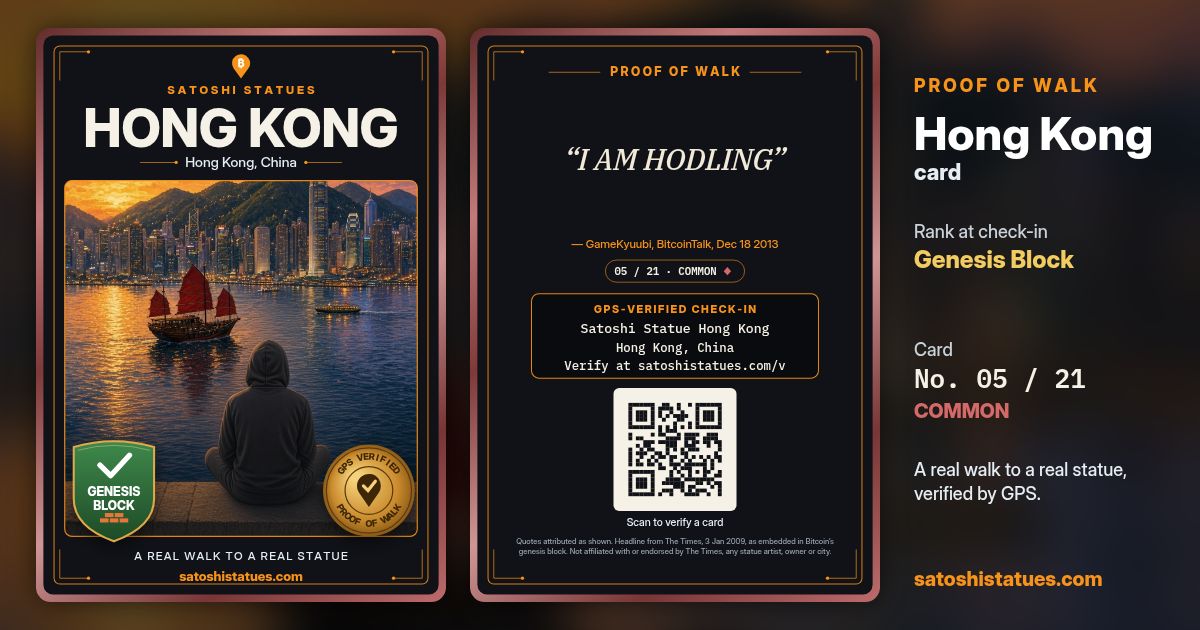 SATOSHI STATUES
HONG KONG
Hong Kong, China
GENESIS
BLOCK
GPS VERIFIED
PROOF OF WALK
A REAL WALK TO A REAL STATUE
satoshistatues.com
PROOF OF WALK
“I AM HODLING”
— GameKyuubi, BitcoinTalk, Dec 18 2013
05 / 21 · COMMON ♦
GPS-VERIFIED CHECK-IN
Satoshi Statue Hong Kong
Hong Kong, China
Verify at satoshistatues.com/v
Scan to verify a card
Quotes attributed as shown. Headline from The Times, 3 Jan 2009, as embedded in Bitcoin's
genesis block. Not affiliated with or endorsed by The Times, any statue artist, owner or city.
PROOF OF WALK
Hong Kong
card
Rank at check-in
Genesis Block
Card
No. 05 / 21
COMMON
A real walk to a real statue,
verified by GPS.
satoshistatues.com